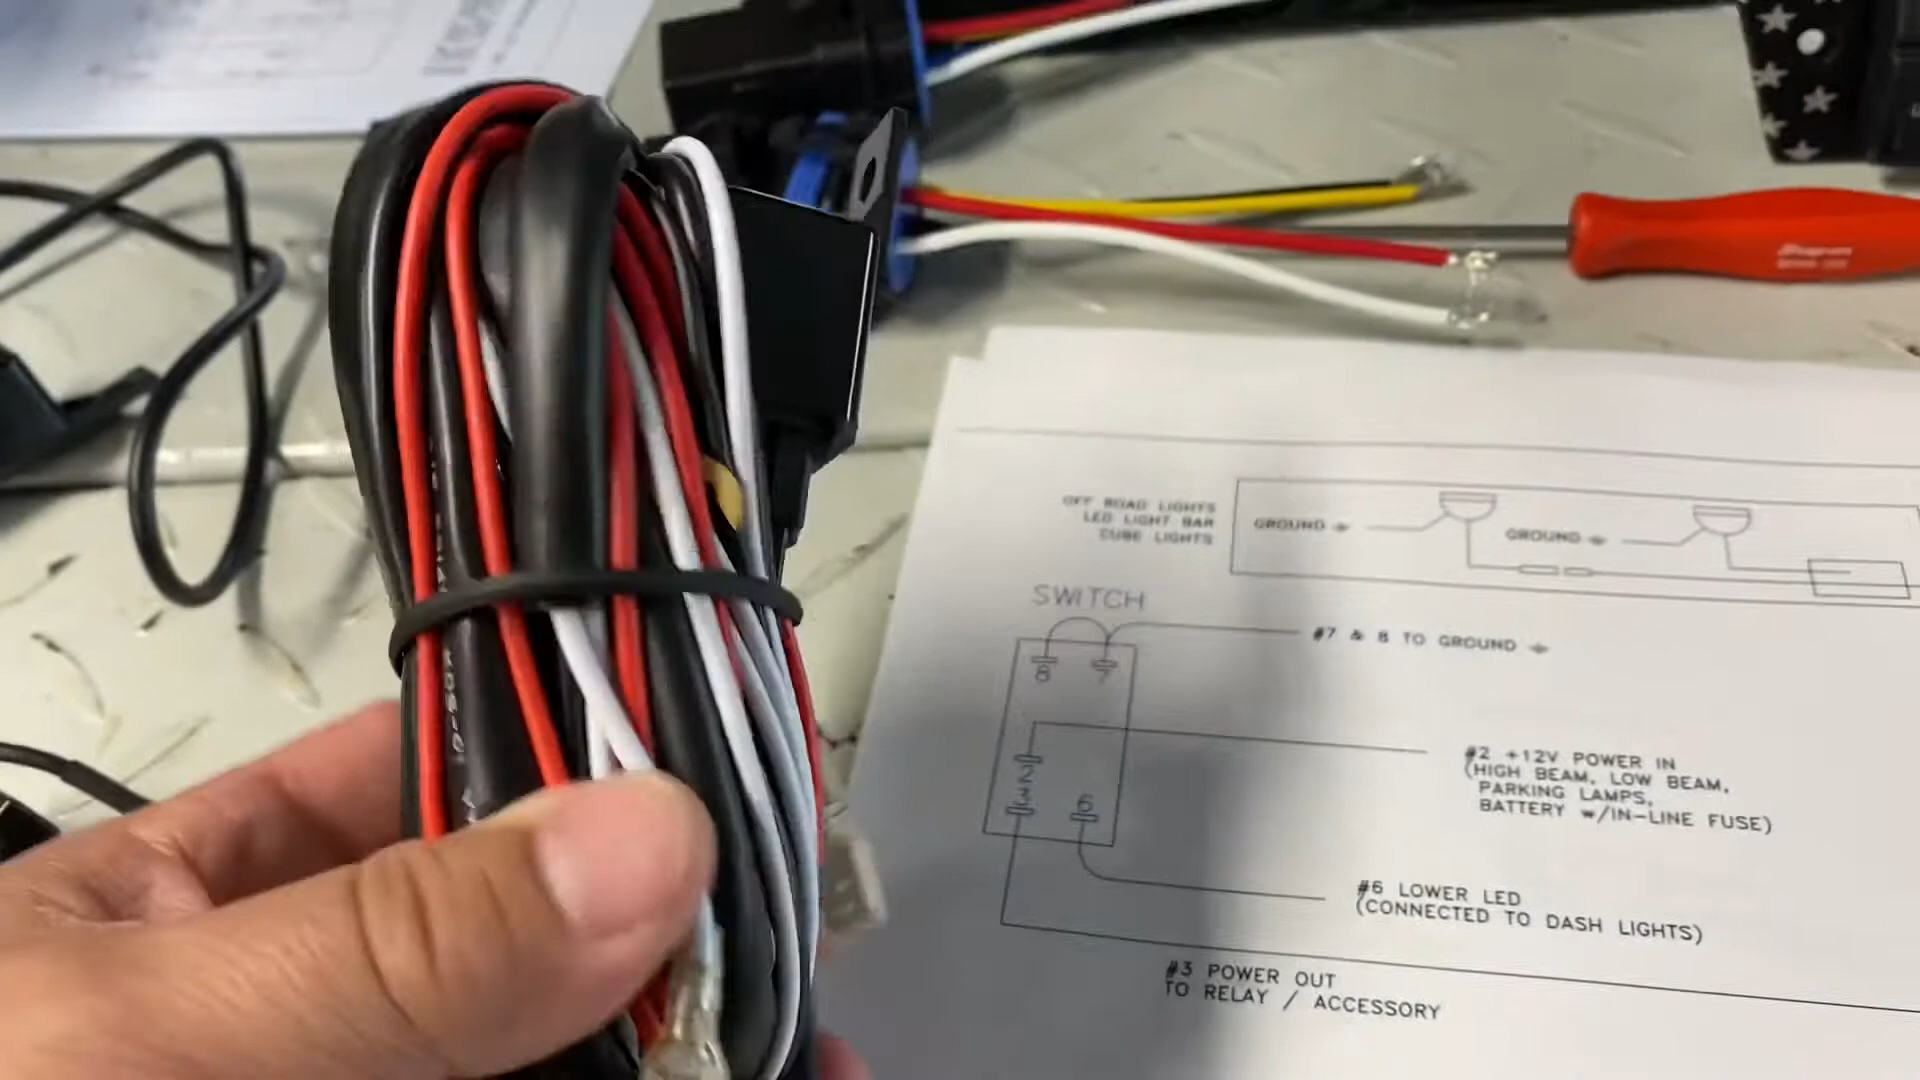 OFF ROAD LIGHTS
LED LIGHT BAR
CUBE LIGHTS
GROUND
GROUND
SWITCH
8
7
#7 & 8 TO GROUND
2
3
6
#2 +12V POWER IN
(HIGH BEAM, LOW BEAM,
PARKING LAMPS,
BATTERY w/IN-LINE FUSE)
#6 LOWER LED
(CONNECTED TO DASH LIGHTS)
#3 POWER OUT
TO RELAY / ACCESSORY
Snap-on